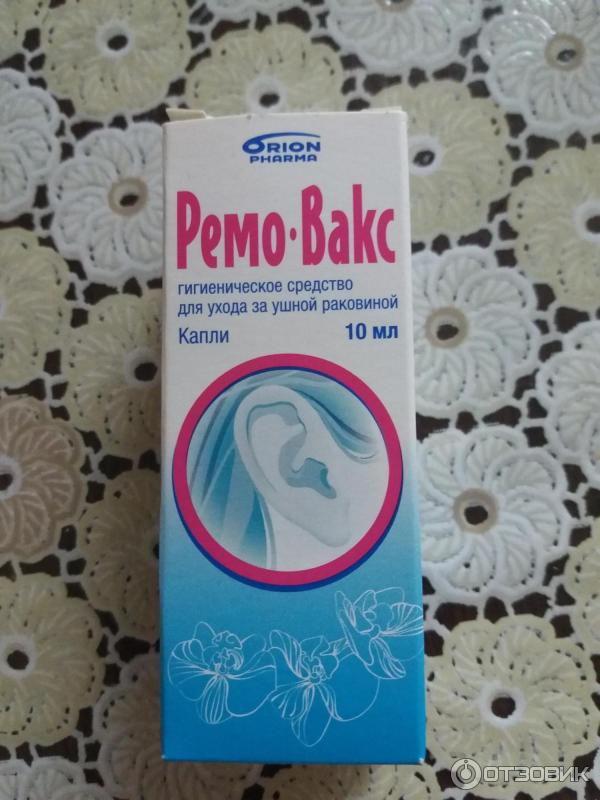 ORION
PHARMA
Ремо·Вакс
гигиеническое средство
для ухода за ушной раковиной
Капли 10 мл
ОТЗОВИК